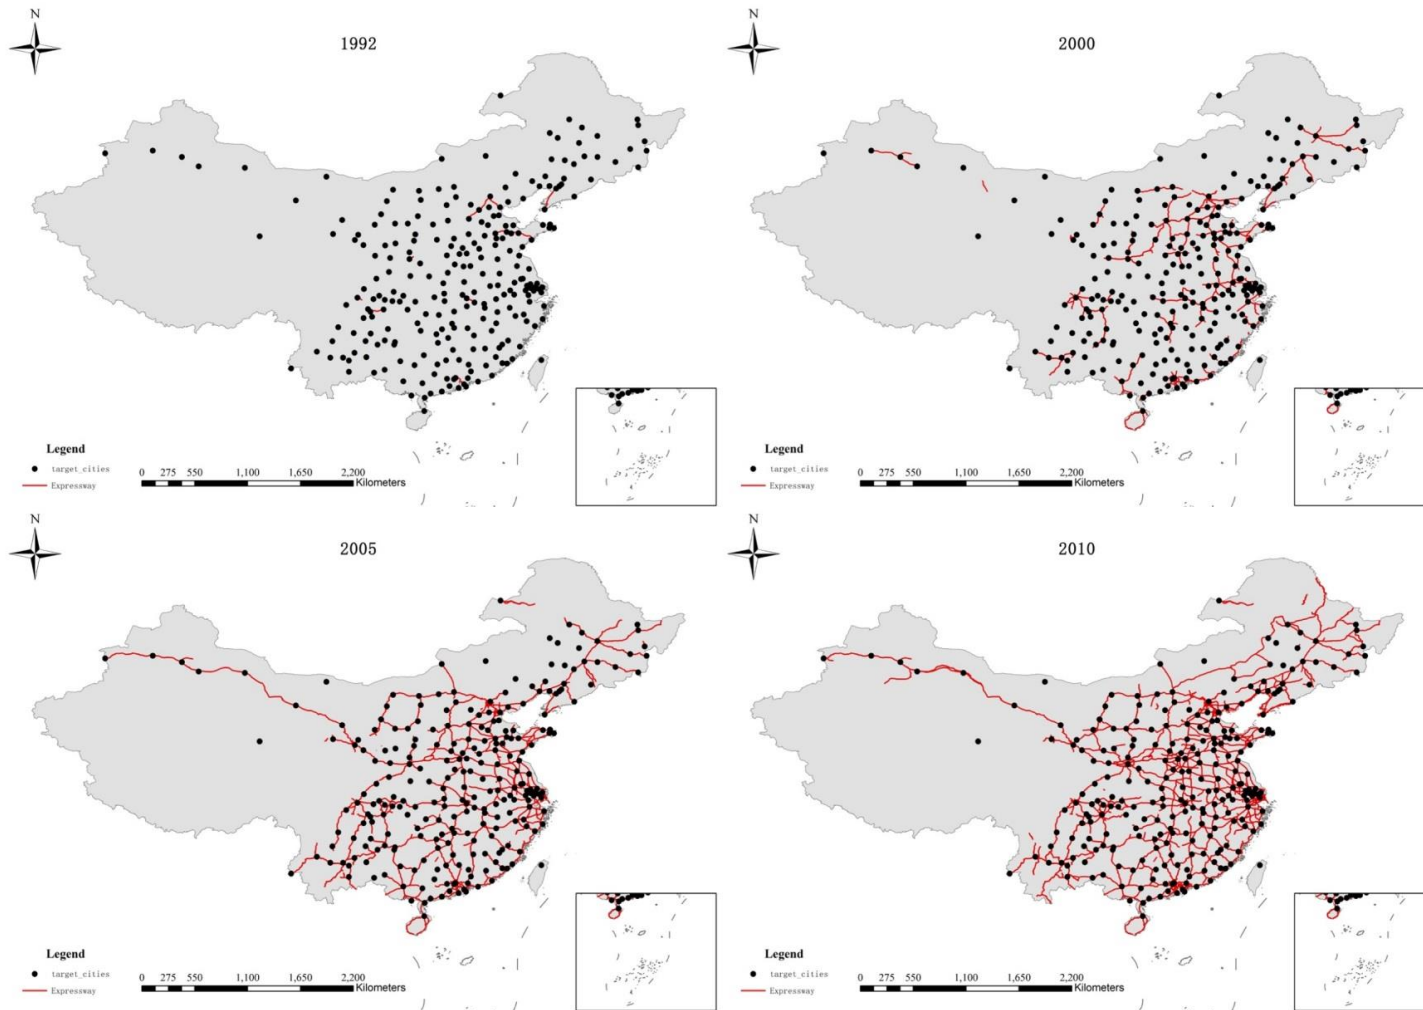 N
1992
Legend
target_cities
Expressway
0 275 550 1,100 1,650 2,200
Kilometers
N
2000
Legend
target_cities
Expressway
0 275 550 1,100 1,650 2,200
Kilometers
N
2005
Legend
target_cities
Expressway
0 275 550 1,100 1,650 2,200
Kilometers
N
2010
Legend
target_cities
Expressway
0 275 550 1,100 1,650 2,200
Kilometers